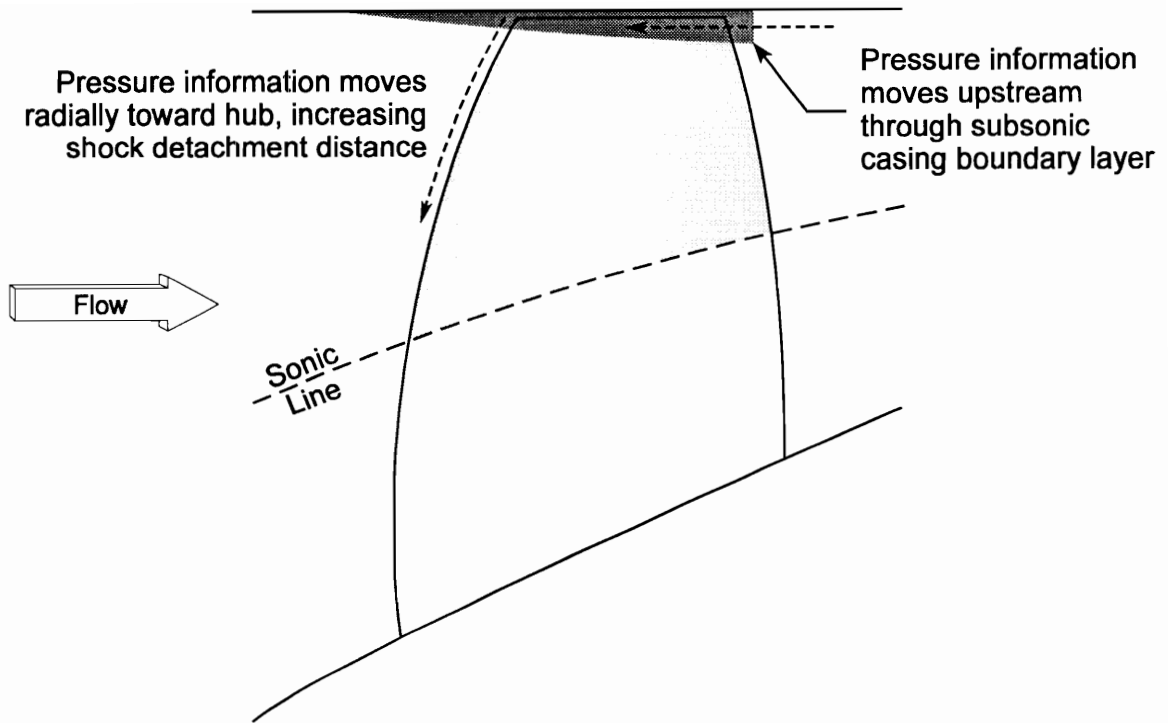 Pressure information moves
radially toward hub, increasing
shock detachment distance
Pressure information
moves upstream
through subsonic
casing boundary layer
Flow
Sonic
Line